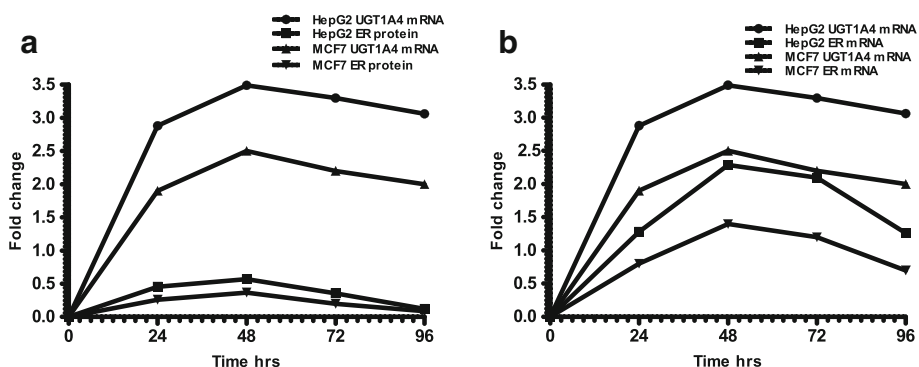 a
HepG2 UGT1A4 mRNA
HepG2 ER protein
MCF7 UGT1A4 mRNA
MCF7 ER protein
3.5
3.0
2.5
2.0
1.5
1.0
0.5
0.0
Fold change
0 24 48 72 96
Time hrs
b
HepG2 UGT1A4 mRNA
HepG2 ER mRNA
MCF7 UGT1A4 mRNA
MCF7 ER mRNA
3.5
3.0
2.5
2.0
1.5
1.0
0.5
0.0
Fold change
0 24 48 72 96
Time hrs